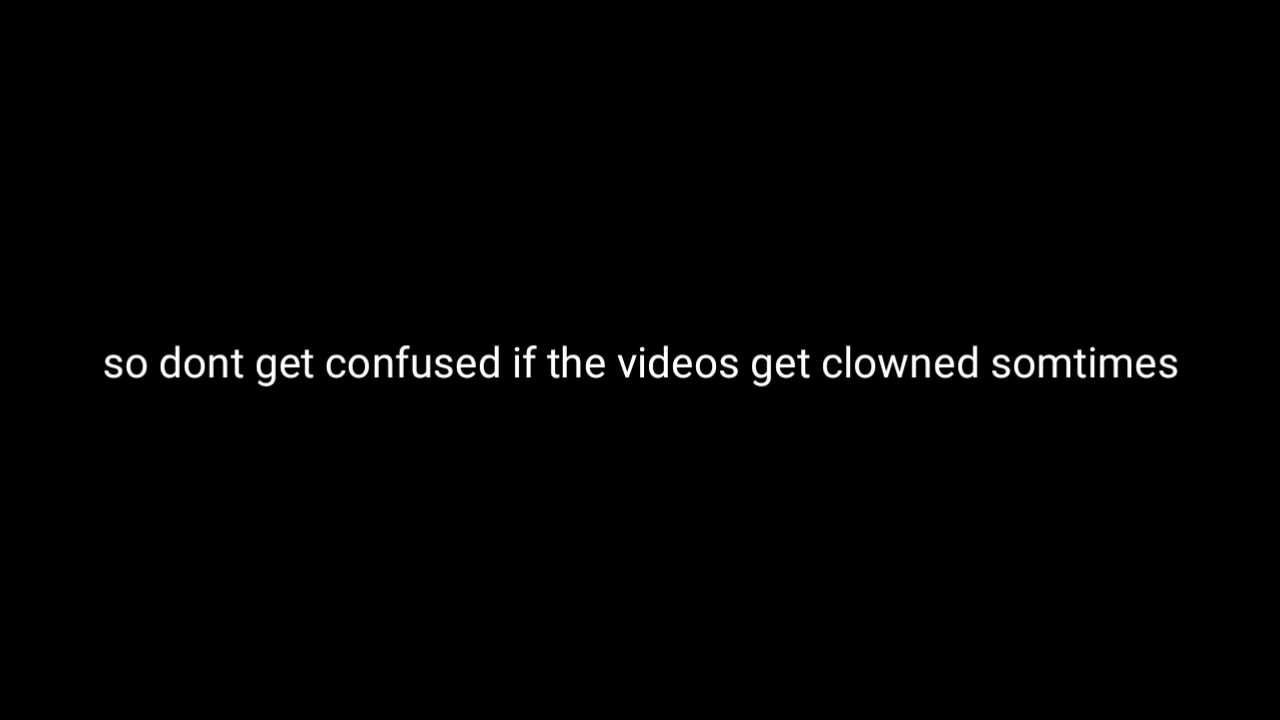 so dont get confused if the videos get clowned somtimes